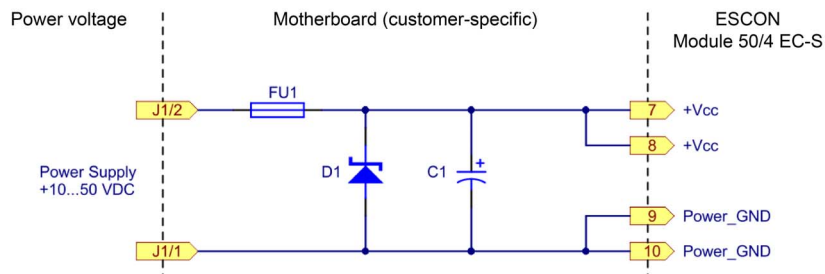 Power voltage
Motherboard (customer-specific)
ESCON
Module 50/4 EC-S
FU1
J1/2
7
+Vcc
8
+Vcc
Power Supply
+10...50 VDC
D1
C1
+
9
Power_GND
J1/1
10
Power_GND